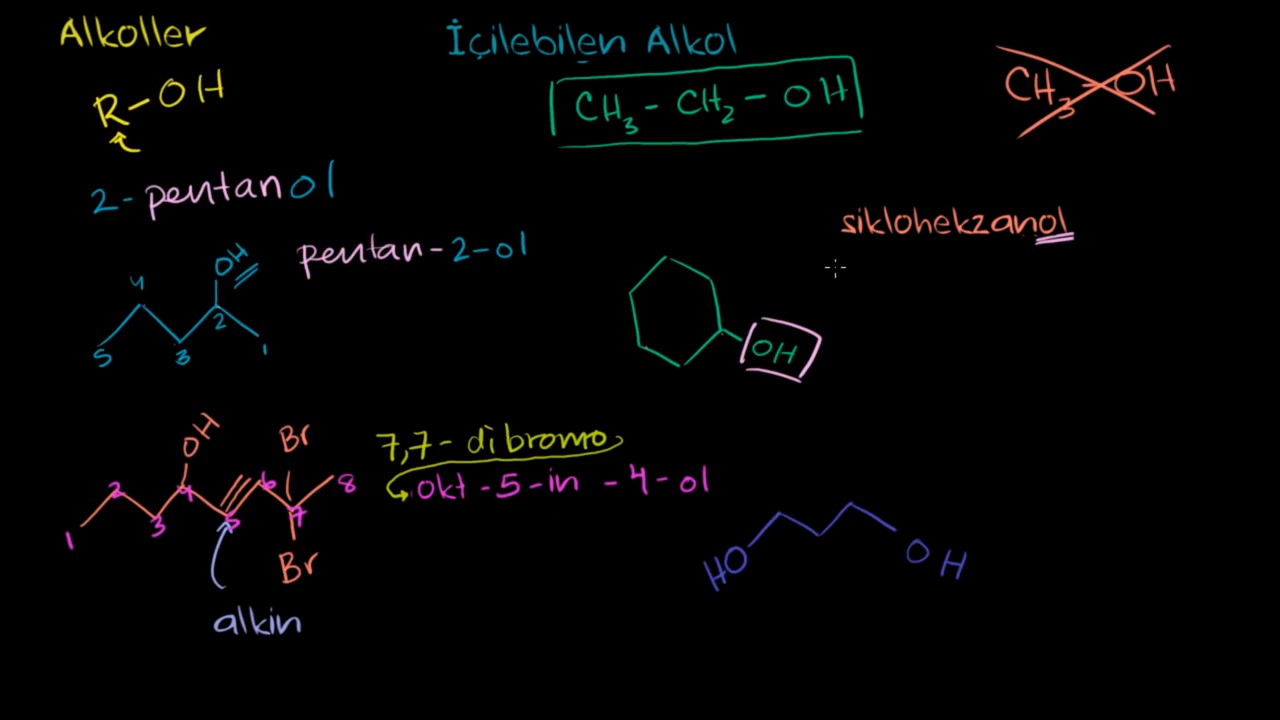 Alkoller
R-OH
İçilebilen Alkol
CH3-CH2-OH
CH3-OH
2-pentanol
pentan-2-ol
OH
4
2
5
3
1
siklohekzanol
OH
OH
Br
7,7-dibromo
okt-5-in-4-ol
2
4
6
8
1
3
5
7
Br
alkin
HO
OH